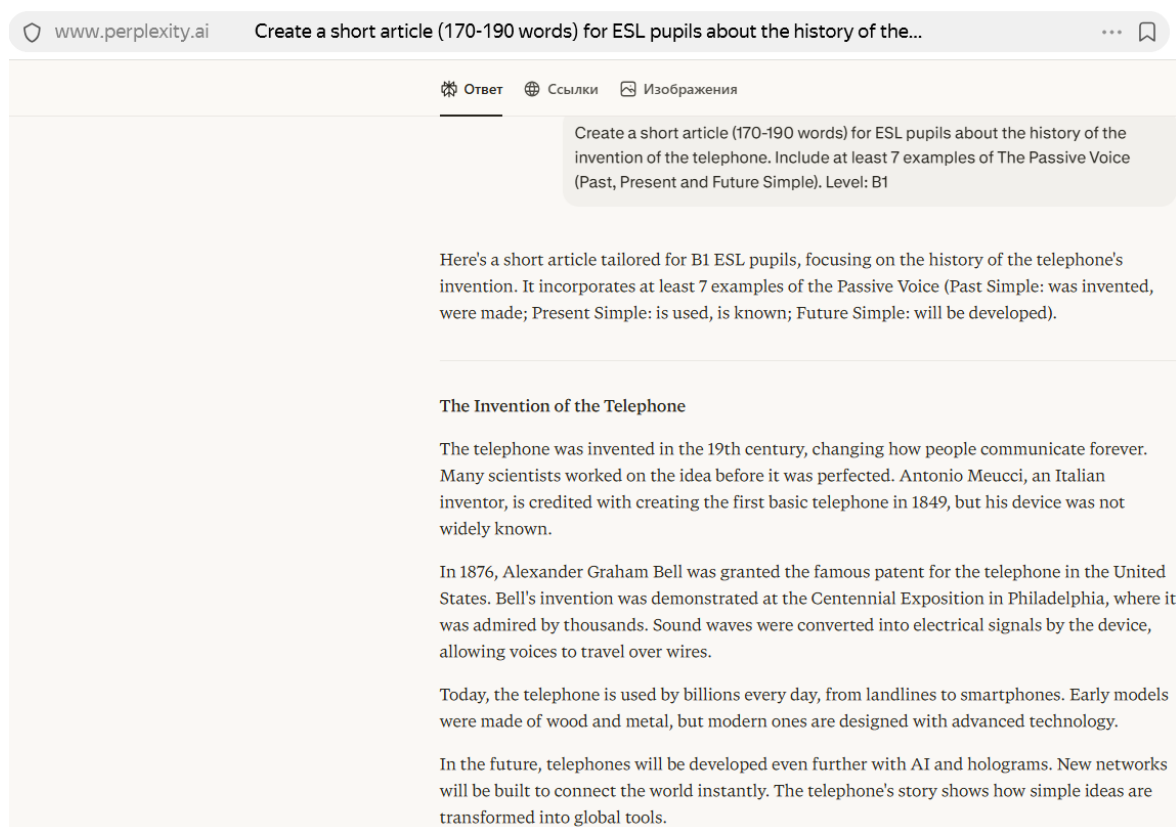 www.perplexity.ai Create a short article (170-190 words) for ESL pupils about the history of the...
Ответ Ссылки Изображения
Create a short article (170-190 words) for ESL pupils about the history of the
invention of the telephone. Include at least 7 examples of The Passive Voice
(Past, Present and Future Simple). Level: B1
Here's a short article tailored for B1 ESL pupils, focusing on the history of the telephone's
invention. It incorporates at least 7 examples of the Passive Voice (Past Simple: was invented,
were made; Present Simple: is used, is known; Future Simple: will be developed).
The Invention of the Telephone
The telephone was invented in the 19th century, changing how people communicate forever.
Many scientists worked on the idea before it was perfected. Antonio Meucci, an Italian
inventor, is credited with creating the first basic telephone in 1849, but his device was not
widely known.
In 1876, Alexander Graham Bell was granted the famous patent for the telephone in the United
States. Bell's invention was demonstrated at the Centennial Exposition in Philadelphia, where it
was admired by thousands. Sound waves were converted into electrical signals by the device,
allowing voices to travel over wires.
Today, the telephone is used by billions every day, from landlines to smartphones. Early models
were made of wood and metal, but modern ones are designed with advanced technology.
In the future, telephones will be developed even further with AI and holograms. New networks
will be built to connect the world instantly. The telephone's story shows how simple ideas are
transformed into global tools.